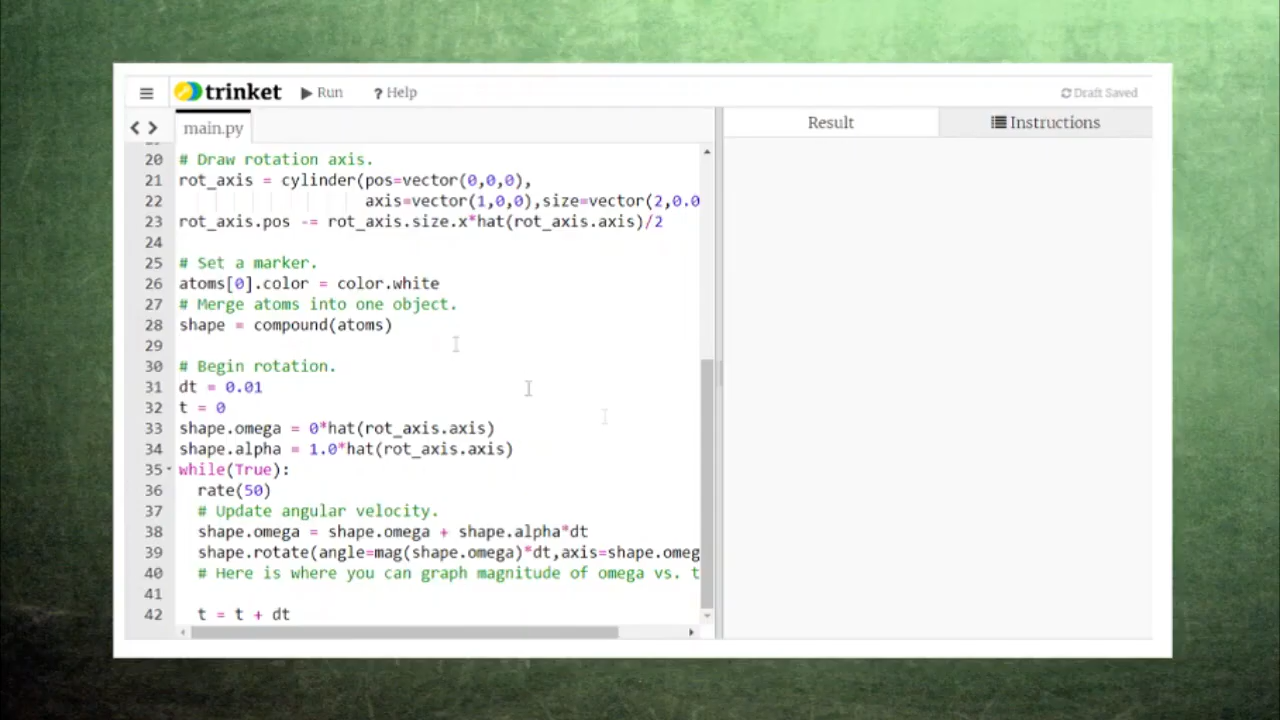 trinket Run ? Help Draft Saved
main.py
Result Instructions
20 # Draw rotation axis.
21 rot_axis = cylinder(pos=vector(0,0,0),
22 axis=vector(1,0,0),size=vector(2,0.0
23 rot_axis.pos -= rot_axis.size.x*hat(rot_axis.axis)/2
24
25 # Set a marker.
26 atoms[0].color = color.white
27 # Merge atoms into one object.
28 shape = compound(atoms)
29
30 # Begin rotation.
31 dt = 0.01
32 t = 0
33 shape.omega = 0*hat(rot_axis.axis)
34 shape.alpha = 1.0*hat(rot_axis.axis)
35 while(True):
36 rate(50)
37 # Update angular velocity.
38 shape.omega = shape.omega + shape.alpha*dt
39 shape.rotate(angle=mag(shape.omega)*dt,axis=shape.omeg
40 # Here is where you can graph magnitude of omega vs. t
41
42 t = t + dt